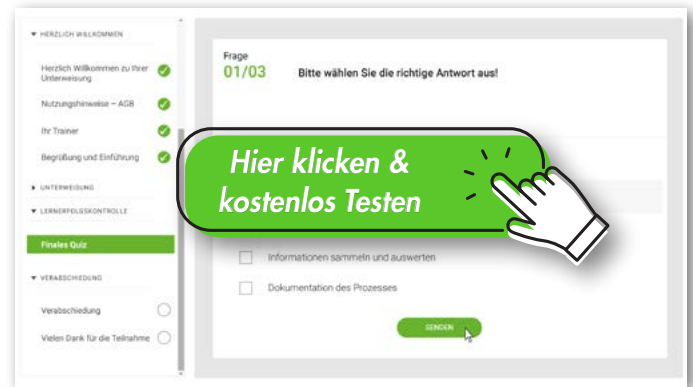 HERZLICH WILLKOMMEN
Herzlich Willkommen zu Ihrer
Unterweisung
Nutzungshinweise – AGB
Ihr Trainer
Begrüßung und Einführung
UNTERWEISUNG
LERNERFOLGSKONTROLLE
Finales Quiz
VERABSCHIEDUNG
Verabschiedung
Vielen Dank für die Teilnahme
Frage
01/03
Bitte wählen Sie die richtige Antwort aus!
Hier klicken &
kostenlos Testen
Informationen sammeln und auswerten
Dokumentation des Prozesses
SENDEN